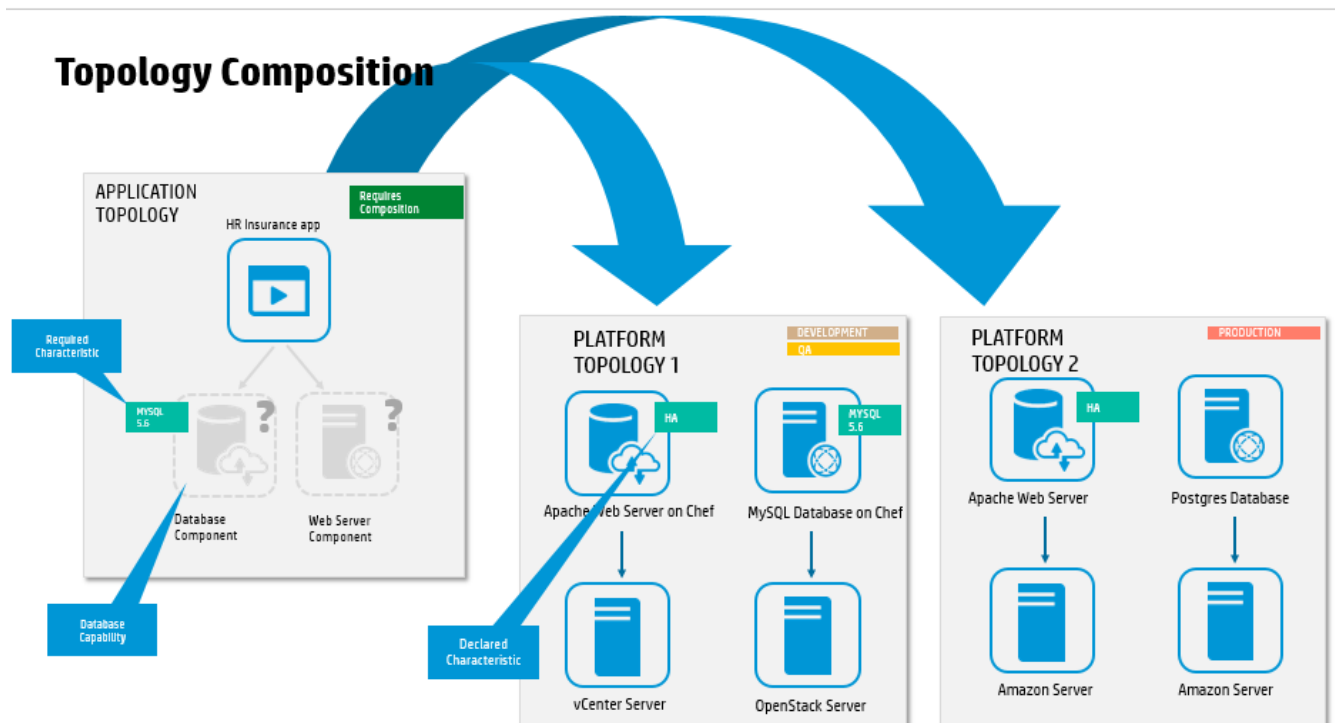 Topology Composition
APPLICATION
TOPOLOGY
Requires
Composition
HR Insurance app
Required
Characteristic
MYSQL
5.6
?
?
Database
Component
Web Server
Component
Database
Capability
PLATFORM
TOPOLOGY 1
DEVELOPMENT
QA
HA
MYSQL
5.6
Apache Web Server on Chef
MySQL Database on Chef
Declared
Characteristic
vCenter Server
OpenStack Server
PLATFORM
TOPOLOGY 2
PRODUCTION
HA
Apache Web Server
Postgres Database
Amazon Server
Amazon Server